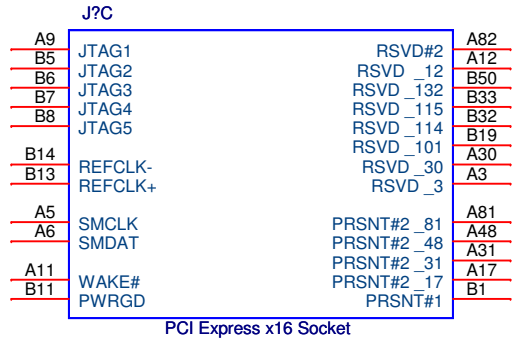 J?C
A9 JTAG1 RSVD#2 A82
B5 JTAG2 RSVD _12 A12
B6 JTAG3 RSVD _132 B50
B7 JTAG4 RSVD _115 B33
B8 JTAG5 RSVD _114 B32
RSVD _101 B19
B14 REFCLK- RSVD _30 A30
B13 REFCLK+ RSVD _3 A3
A5 SMCLK PRSNT#2 _81 A81
A6 SMDAT PRSNT#2 _48 A48
PRSNT#2 _31 A31
A11 WAKE# PRSNT#2 _17 A17
B11 PWRGD PRSNT#1 B1
PCI Express x16 Socket